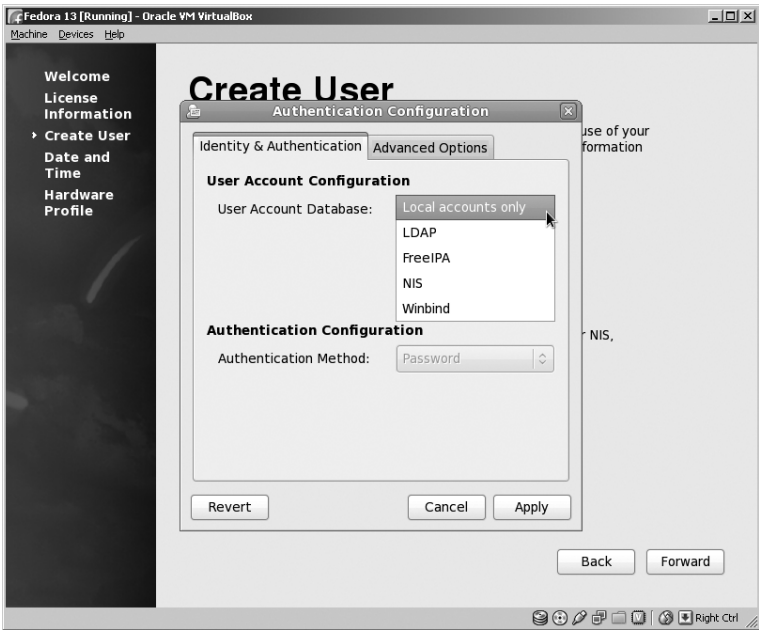 Fedora 13 [Running] - Oracle VM VirtualBox
Machine Devices Help
Welcome
License
Information
Create User
Date and
Time
Hardware
Profile
Create User
use of your
formation
NIS,
Authentication Configuration
Identity & Authentication
Advanced Options
User Account Configuration
User Account Database:
Local accounts only
LDAP
FreeIPA
NIS
Winbind
Authentication Configuration
Authentication Method:
Password
Revert
Cancel
Apply
Back
Forward
Right Ctrl